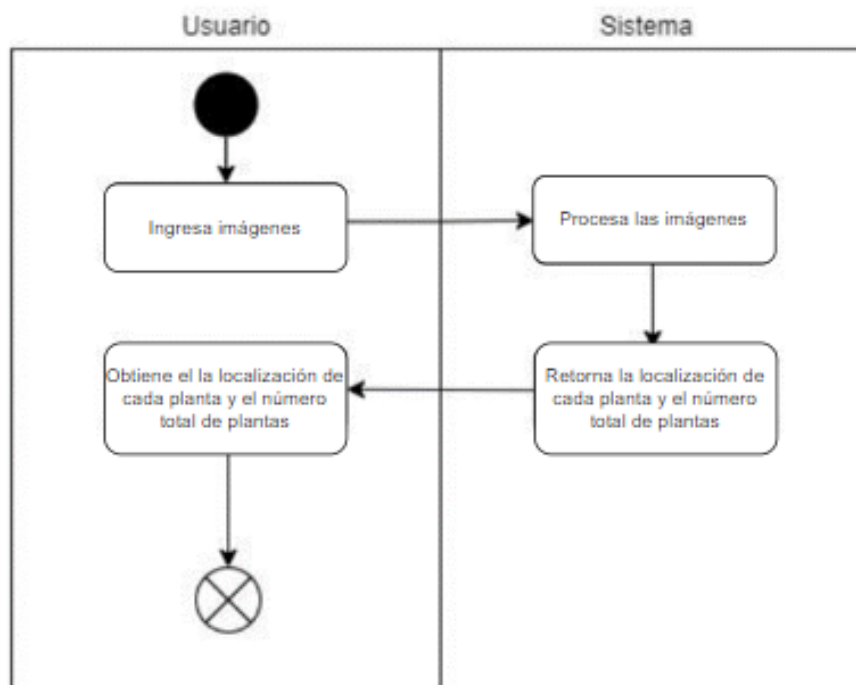 Usuario
Sistema
Ingresa imágenes
Procesa las imágenes
Obtiene el la localización de
cada planta y el número
total de plantas
Retorna la localización de
cada planta y el número
total de plantas